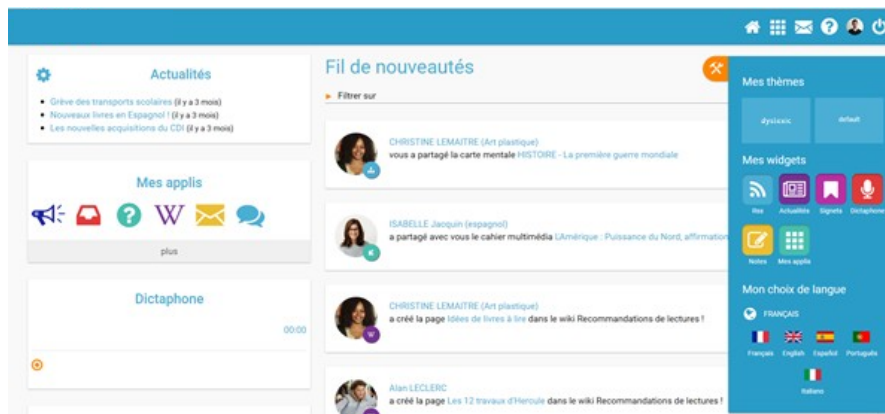 Actualités
Grève des transports scolaires (il y a 3 mois)
Nouveaux livres en Espagnol ! (il y a 3 mois)
Les nouvelles acquisitions du CDI (il y a 3 mois)
Mes applis
W
plus
Dictaphone
00:00
Fil de nouveautés
Filtrer sur
CHRISTINE LEMAITRE (Art plastique)
vous a partagé la carte mentale HISTOIRE - La première guerre mondiale
ISABELLE Jacquin (espagnol)
a partagé avec vous le cahier multimédia L'Amérique : Puissance du Nord, affirmation
CHRISTINE LEMAITRE (Art plastique)
a créé la page Idées de livres à lire dans le wiki Recommandations de lectures !
Alan LECLERC
a créé la page Les 12 travaux d'Hercule dans le wiki Recommandations de lectures !
Mes thèmes
dyslexic default
Mes widgets
Rss Actualités Signets Dictaphone
Notes Mes applis
Mon choix de langue
FRANÇAIS
Français English Español Português
Italiano